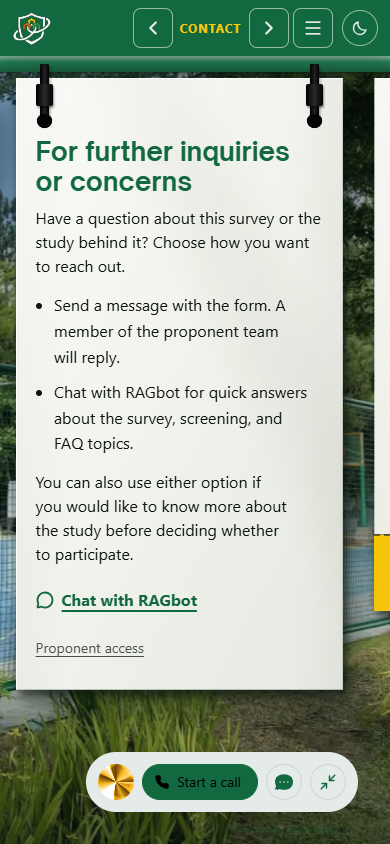 CONTACT
For further inquiries
or concerns
Have a question about this survey or the
study behind it? Choose how you want
to reach out.
• Send a message with the form. A
member of the proponent team
will reply.
• Chat with RAGbot for quick answers
about the survey, screening, and
FAQ topics.
You can also use either option if
you would like to know more about
the study before deciding whether
to participate.
Chat with RAGbot
Proponent access
Start a call